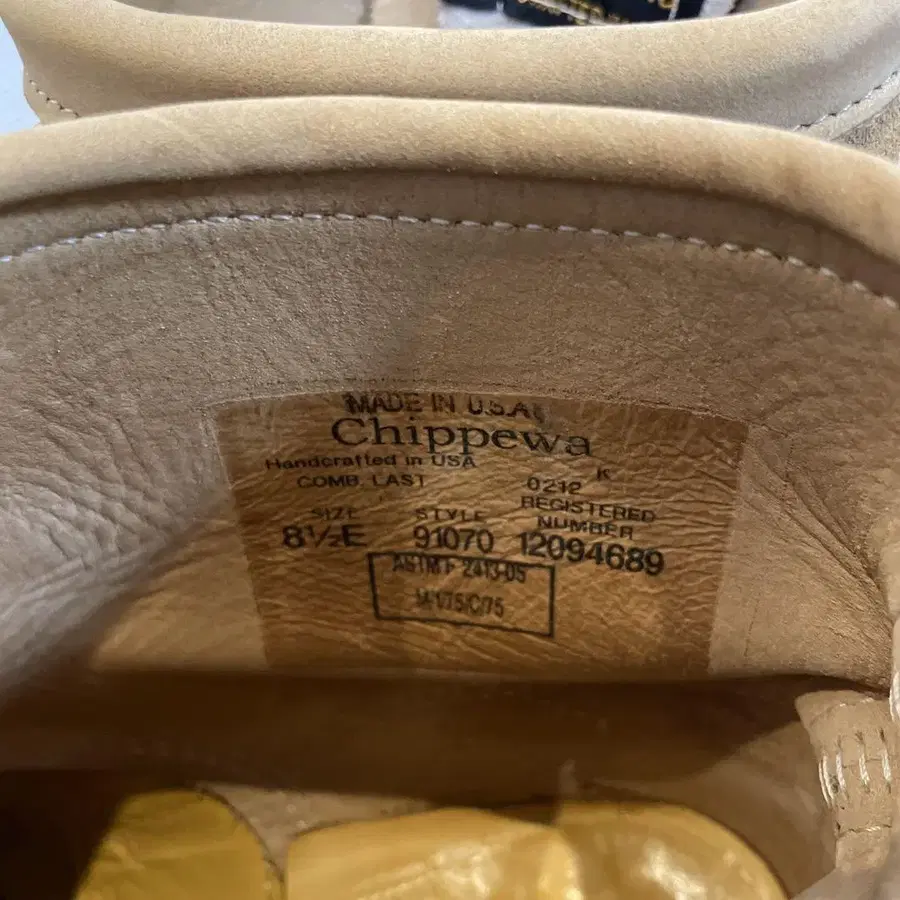 MADE IN U.S.A
Chippewa
Handcrafted in USA K
COMB. LAST 0212
SIZE STYLE REGISTERED NUMBER
8½E 91070 12094689
ASTM F 2413-05
M I/75/C/75